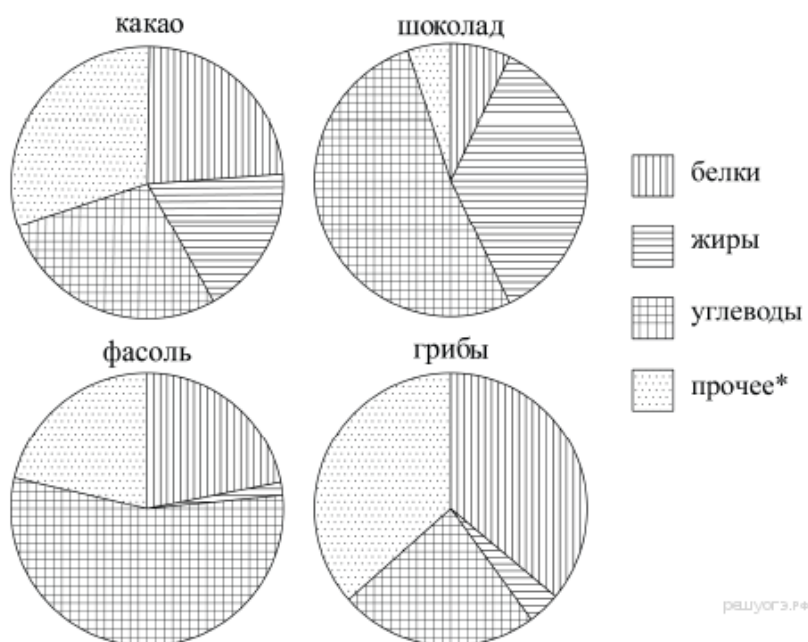 какао
шоколад
белки
жиры
углеводы
прочее*
фасоль
грибы
решуогэ.рф